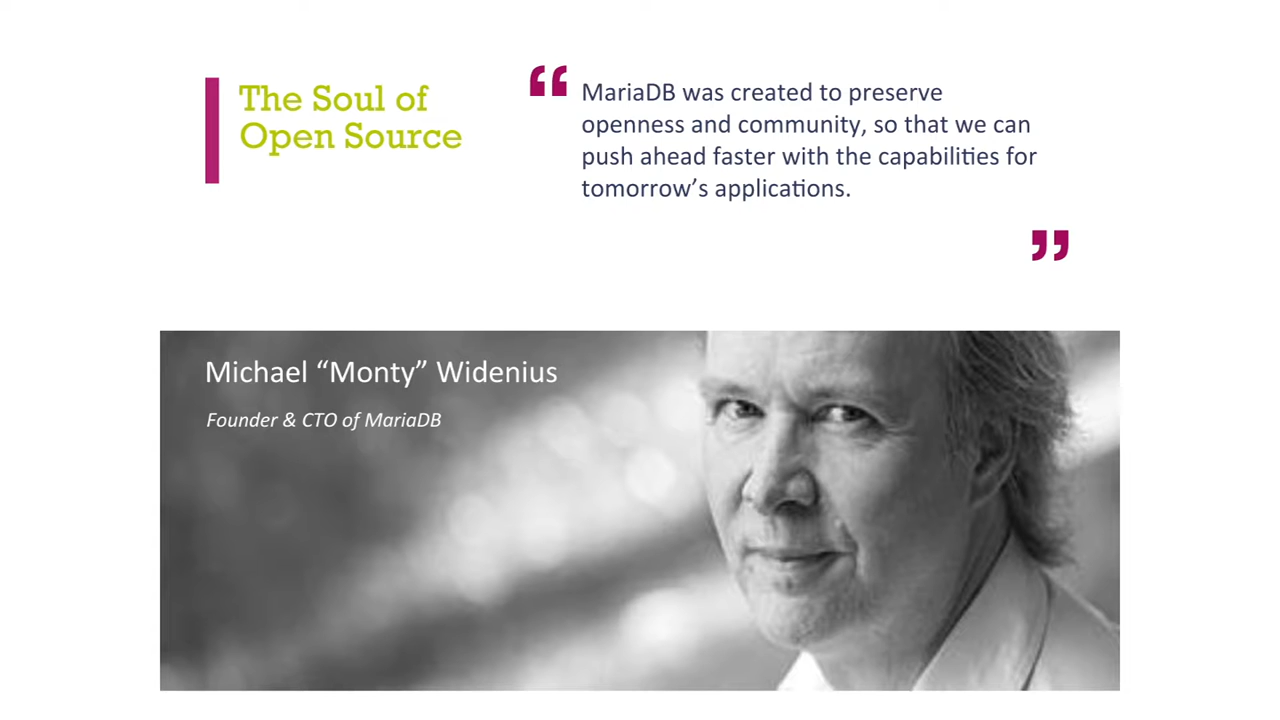 The Soul of
Open Source
“
MariaDB was created to preserve
openness and community, so that we can
push ahead faster with the capabilities for
tomorrow’s applications.
”
Michael “Monty” Widenius
Founder & CTO of MariaDB